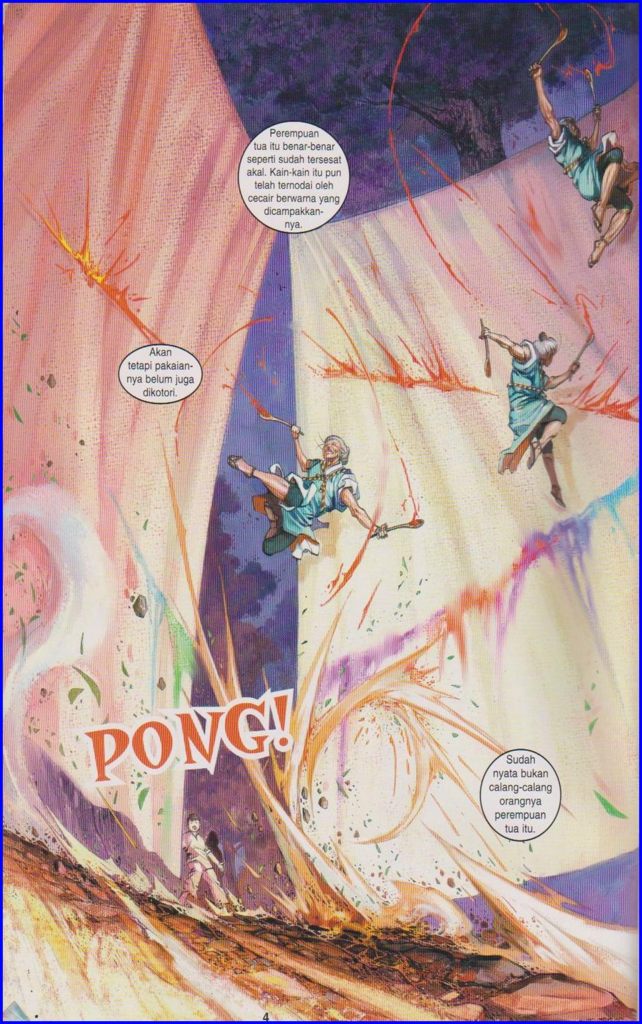 Perempuan
tua itu benar-benar
seperti sudah tersesat
akal. Kain-kain itu pun
telah ternodai oleh
cecair berwarna yang
dicampakkan-
nya.
Akan
tetapi pakaian-
nya belum juga
dikotori.
PONG!
Sudah
nyata bukan
calang-calang
orangnya
perempuan
tua itu.
4